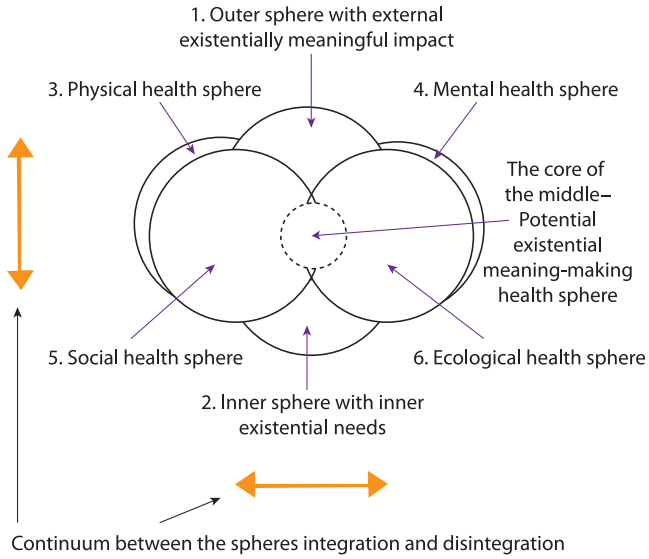 1. Outer sphere with external
existentially meaningful impact
3. Physical health sphere
4. Mental health sphere
The core of
the middle–
Potential
existential
meaning-making
health sphere
5. Social health sphere
6. Ecological health sphere
2. Inner sphere with inner
existential needs
Continuum between the spheres integration and disintegration